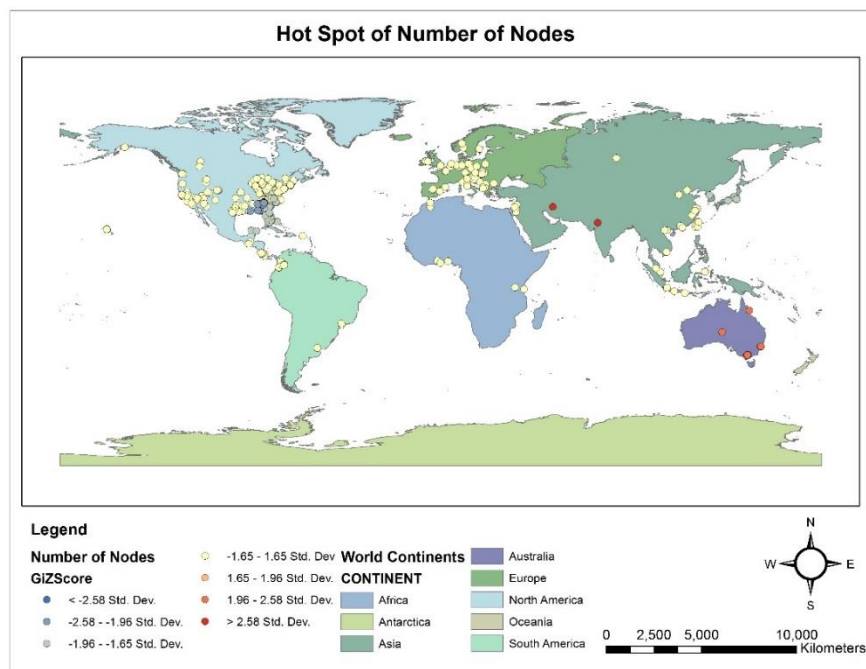 Hot Spot of Number of Nodes
Legend
Number of Nodes
GiZScore
< -2.58 Std. Dev.
-2.58 - -1.96 Std. Dev.
-1.96 - -1.65 Std. Dev.
-1.65 - 1.65 Std. Dev
1.65 - 1.96 Std. Dev.
1.96 - 2.58 Std. Dev.
> 2.58 Std. Dev.
World Continents
CONTINENT
Africa
Antarctica
Asia
Australia
Europe
North America
Oceania
South America
N
W E
S
0 2,500 5,000 10,000
Kilometers